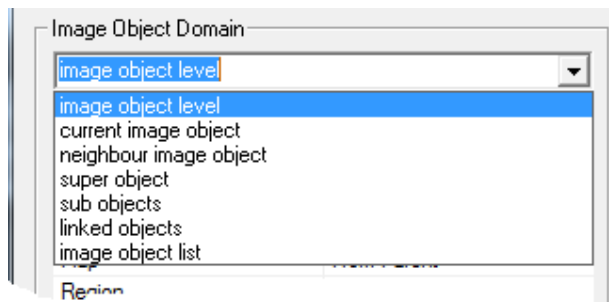 Image Object Domain
image object level
image object level
current image object
neighbour image object
super object
sub objects
linked objects
image object list
Region